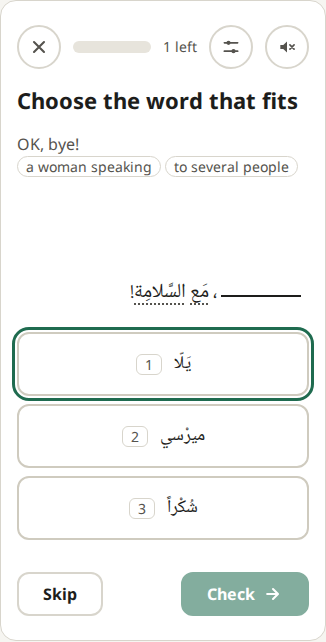 1 left
Choose the word that fits
OK, bye!
a woman speaking to several people
، مَع السَّلامِة!
يَلّا 1
ميرْسي 2
شُكْراً 3
Skip Check →